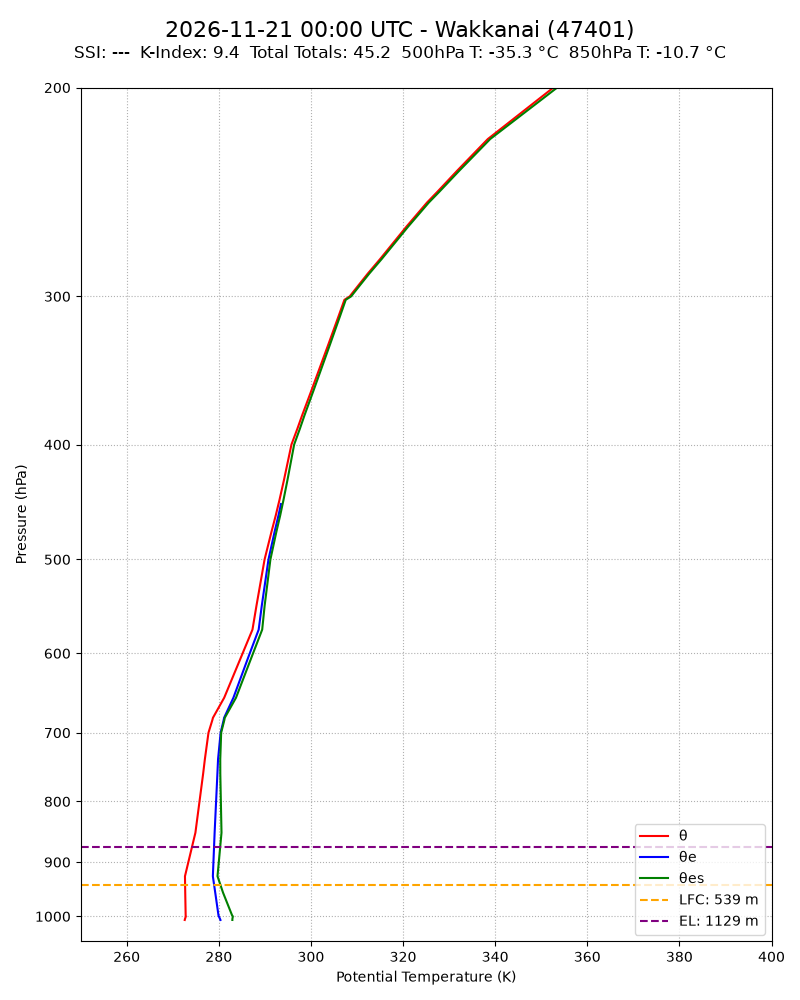 2026-11-21 00:00 UTC - Wakkanai (47401)
SSI: --- K-Index: 9.4 Total Totals: 45.2 500hPa T: -35.3 °C 850hPa T: -10.7 °C
200
300
400
500
600
700
800
900
1000
Pressure (hPa)
θ
θe
θes
LFC: 539 m
EL: 1129 m
260 280 300 320 340 360 380 400
Potential Temperature (K)